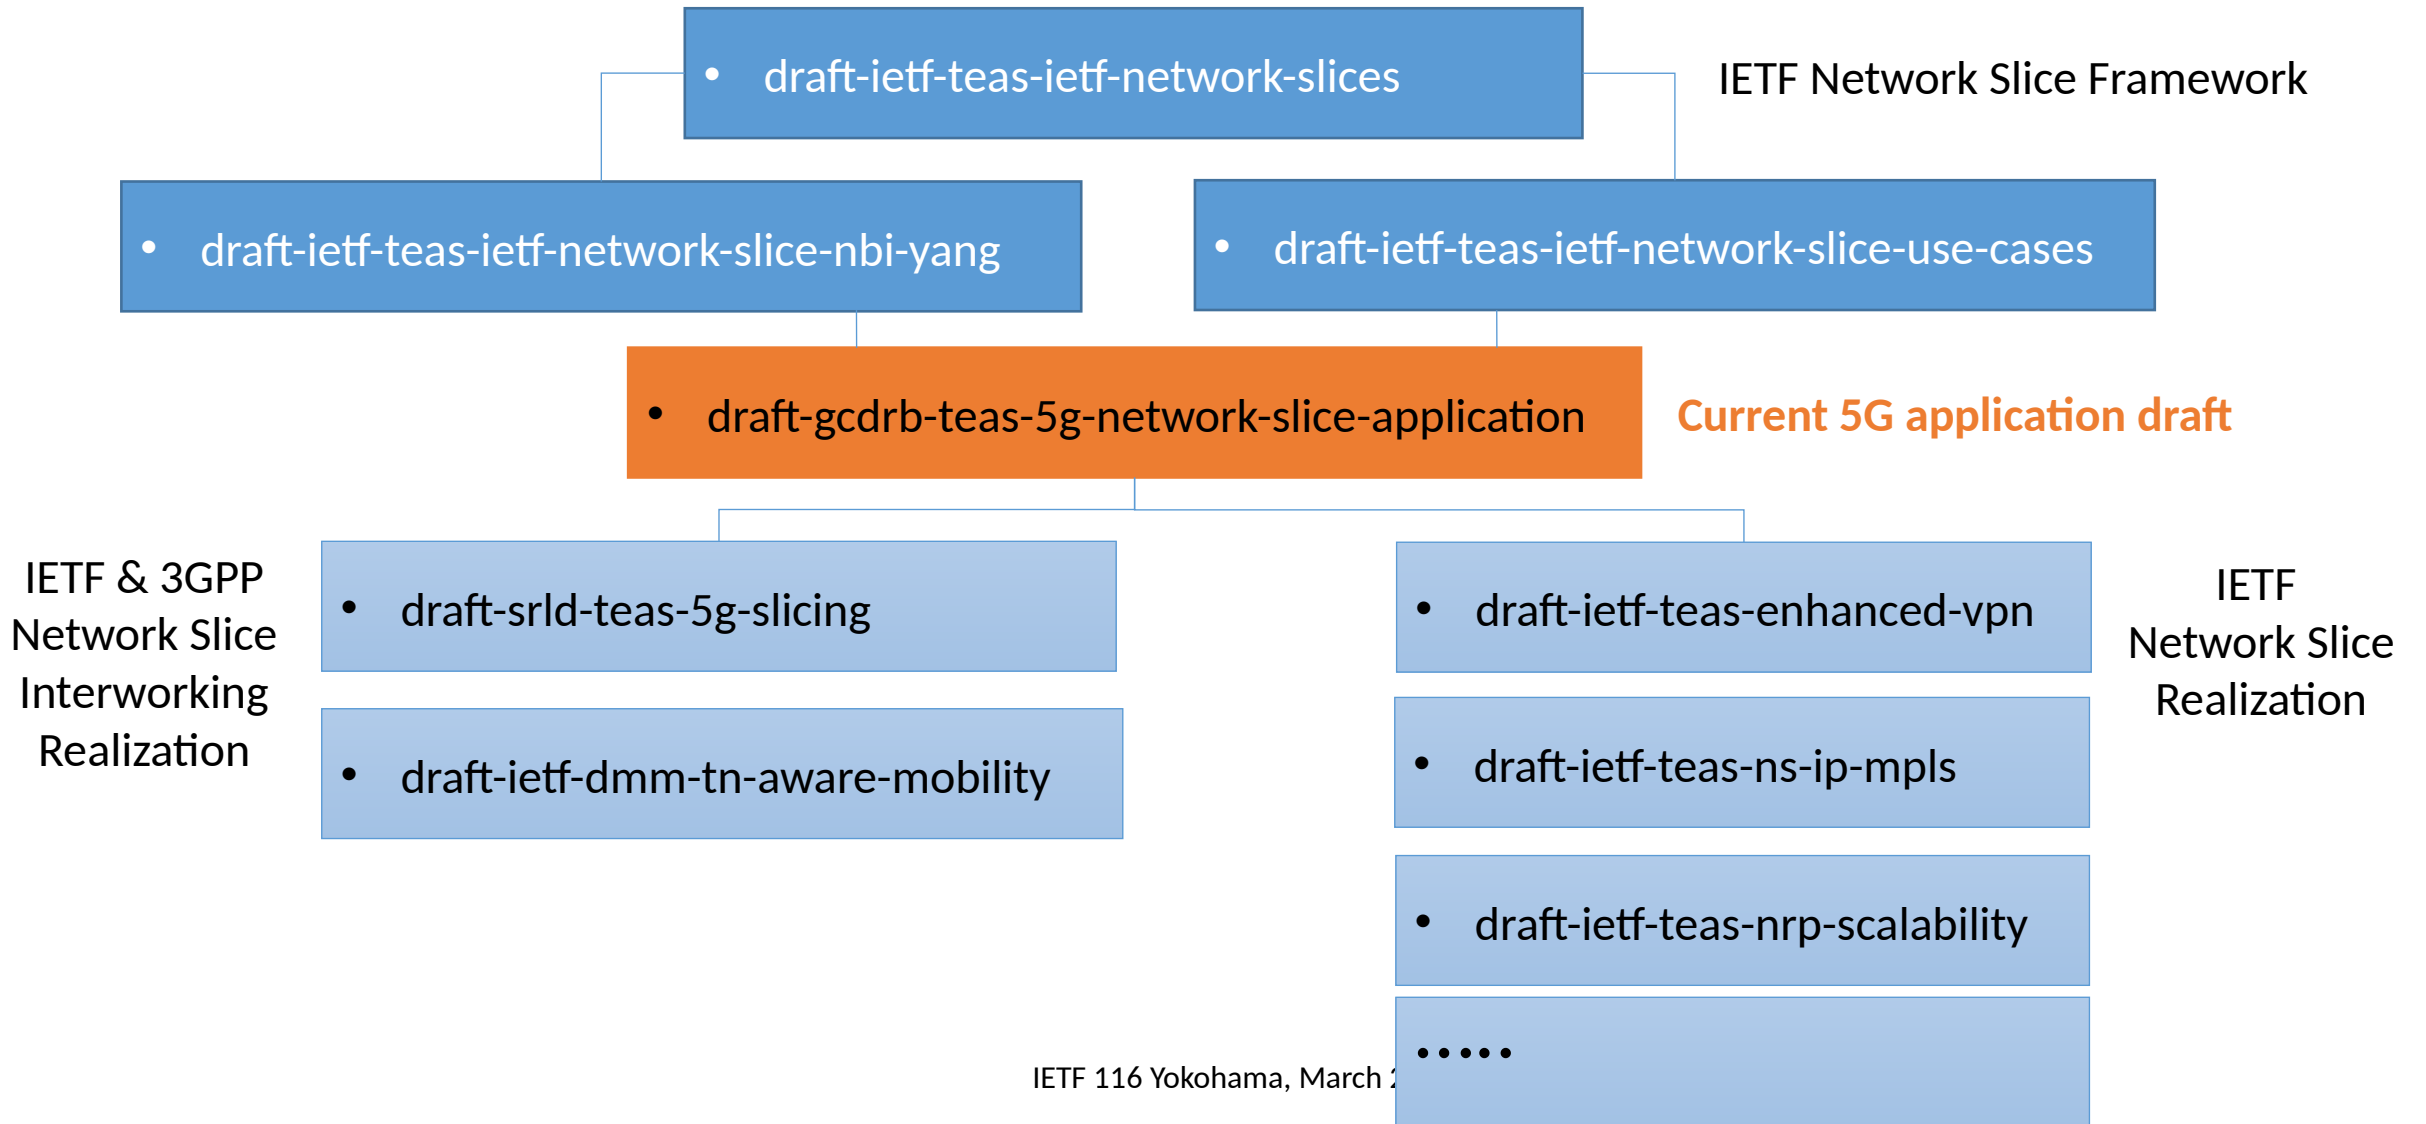 • draft-ietf-teas-ietf-network-slices
IETF Network Slice Framework
• draft-ietf-teas-ietf-network-slice-nbi-yang
• draft-ietf-teas-ietf-network-slice-use-cases
• draft-gcdrb-teas-5g-network-slice-application
Current 5G application draft
IETF & 3GPP
Network Slice
Interworking
Realization
• draft-srld-teas-5g-slicing
• draft-ietf-dmm-tn-aware-mobility
• draft-ietf-teas-enhanced-vpn
• draft-ietf-teas-ns-ip-mpls
• draft-ietf-teas-nrp-scalability
•••••
IETF
Network Slice
Realization
IETF 116 Yokohama, March